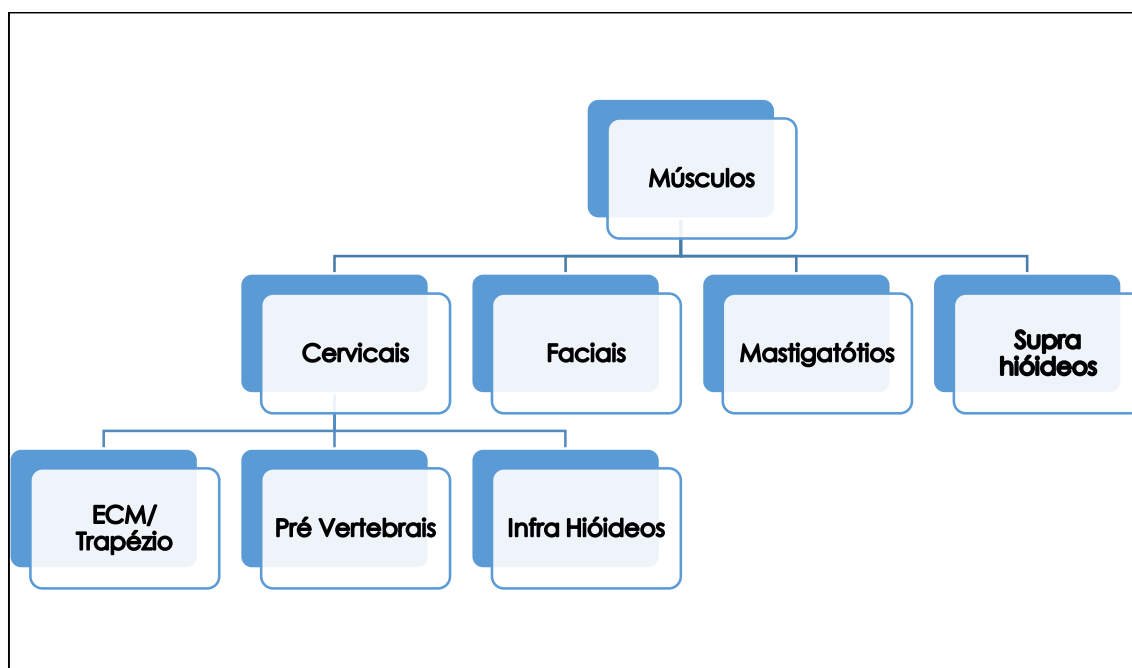 Músculos
Cervicais
Faciais
Mastigatótios
Supra
hióideos
ECM/
Trapézio
Pré Vertebrais
Infra Hióideos